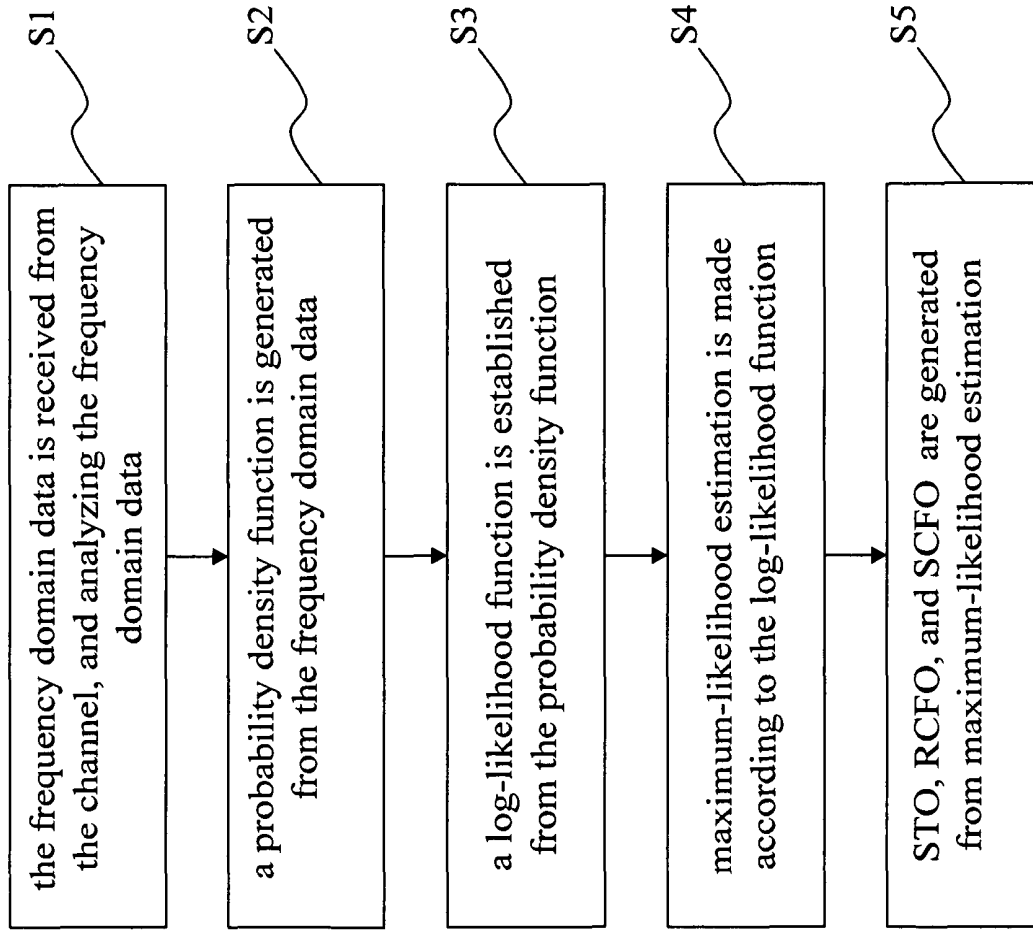 the frequency domain data is received from
the channel, and analyzing the frequency
domain data
S1
a probability density function is generated
from the frequency domain data
S2
a log-likelihood function is established
from the probability density function
S3
maximum-likelihood estimation is made
according to the log-likelihood function
S4
STO, RCFO, and SCFO are generated
from maximum-likelihood estimation
S5